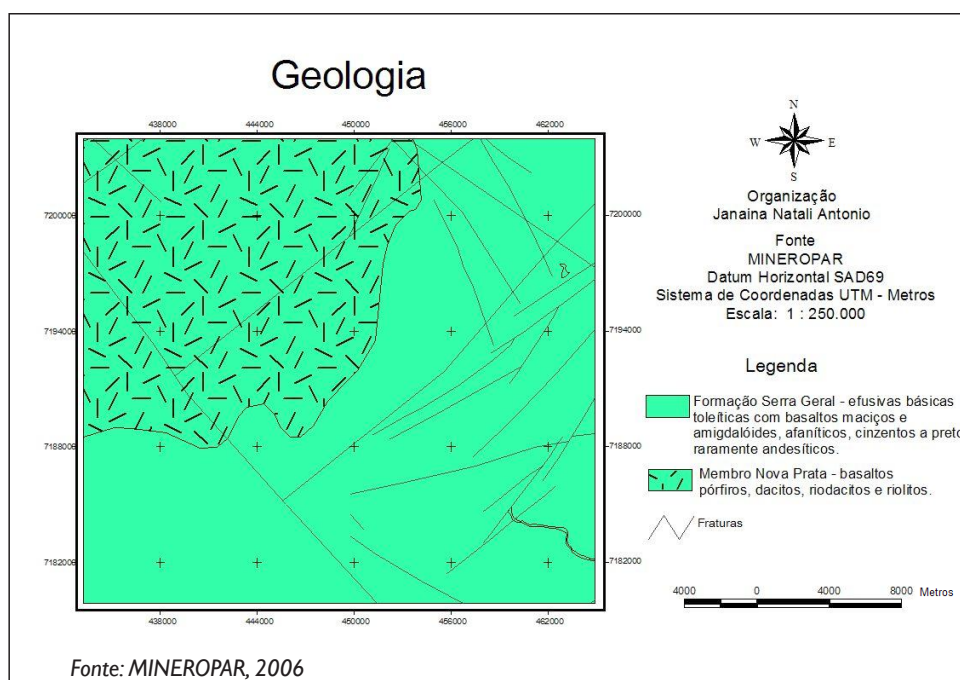 Geologia
438000 444000 450000 456000 462000
7200000 7200000
7194000 7194000
7188000 7188000
7182000 7182000
438000 444000 450000 456000 462000
N
W E
S
Organização
Janaina Natali Antonio
Fonte
MINEROPAR
Datum Horizontal SAD69
Sistema de Coordenadas UTM - Metros
Escala: 1 : 250.000
Legenda
Formação Serra Geral - efusivas básicas
toleíticas com basaltos maciços e
amigdalóides, afaníticos, cinzentos a preto
raramente andesíticos.
Membro Nova Prata - basaltos
pórfiros, dacitos, riodacitos e riolitos.
Fraturas
4000 0 4000 8000 Metros
Fonte: MINEROPAR, 2006